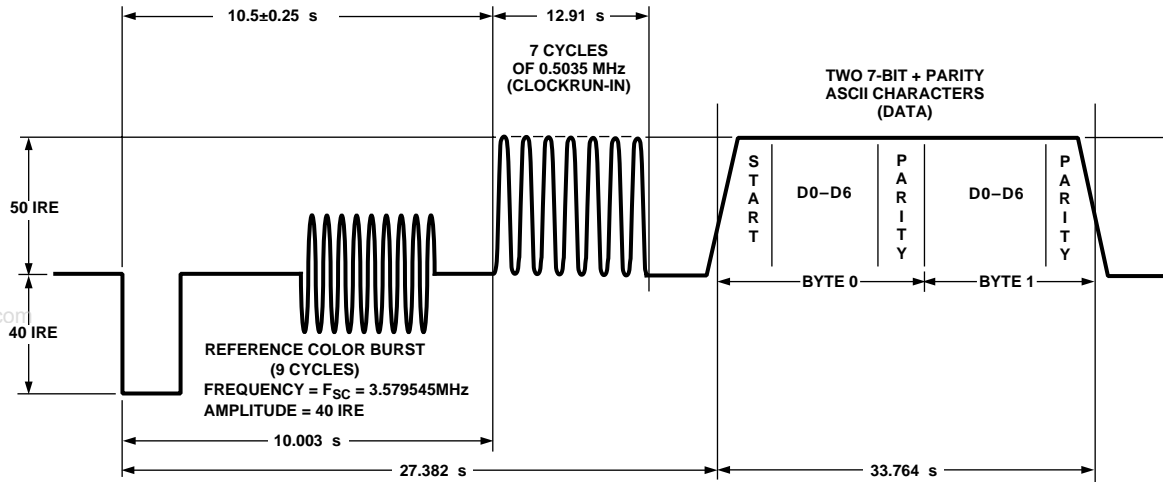 10.5±0.25 s
12.91 s
7 CYCLES
OF 0.5035 MHz
(CLOCKRUN-IN)
TWO 7-BIT + PARITY
ASCII CHARACTERS
(DATA)
50 IRE
START
D0–D6
PARITY
D0–D6
PARITY
BYTE 0
BYTE 1
com
40 IRE
REFERENCE COLOR BURST
(9 CYCLES)
FREQUENCY = FSC = 3.579545MHz
AMPLITUDE = 40 IRE
10.003 s
27.382 s
33.764 s